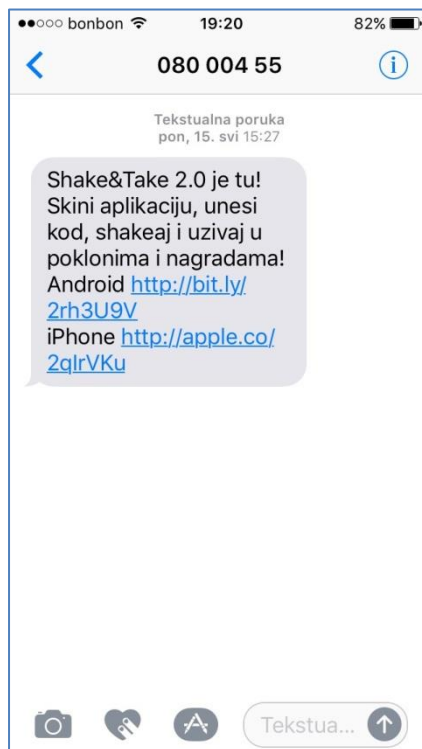 bonbon 19:20 82%
080 004 55
Tekstualna poruka
pon, 15. svi 15:27
Shake&Take 2.0 je tu!
Skini aplikaciju, unesi
kod, shakeaj i uzivaj u
poklonima i nagradama!
Android http://bit.ly/
2rh3U9V
iPhone http://apple.co/
2qlrVKu
Tekstua...